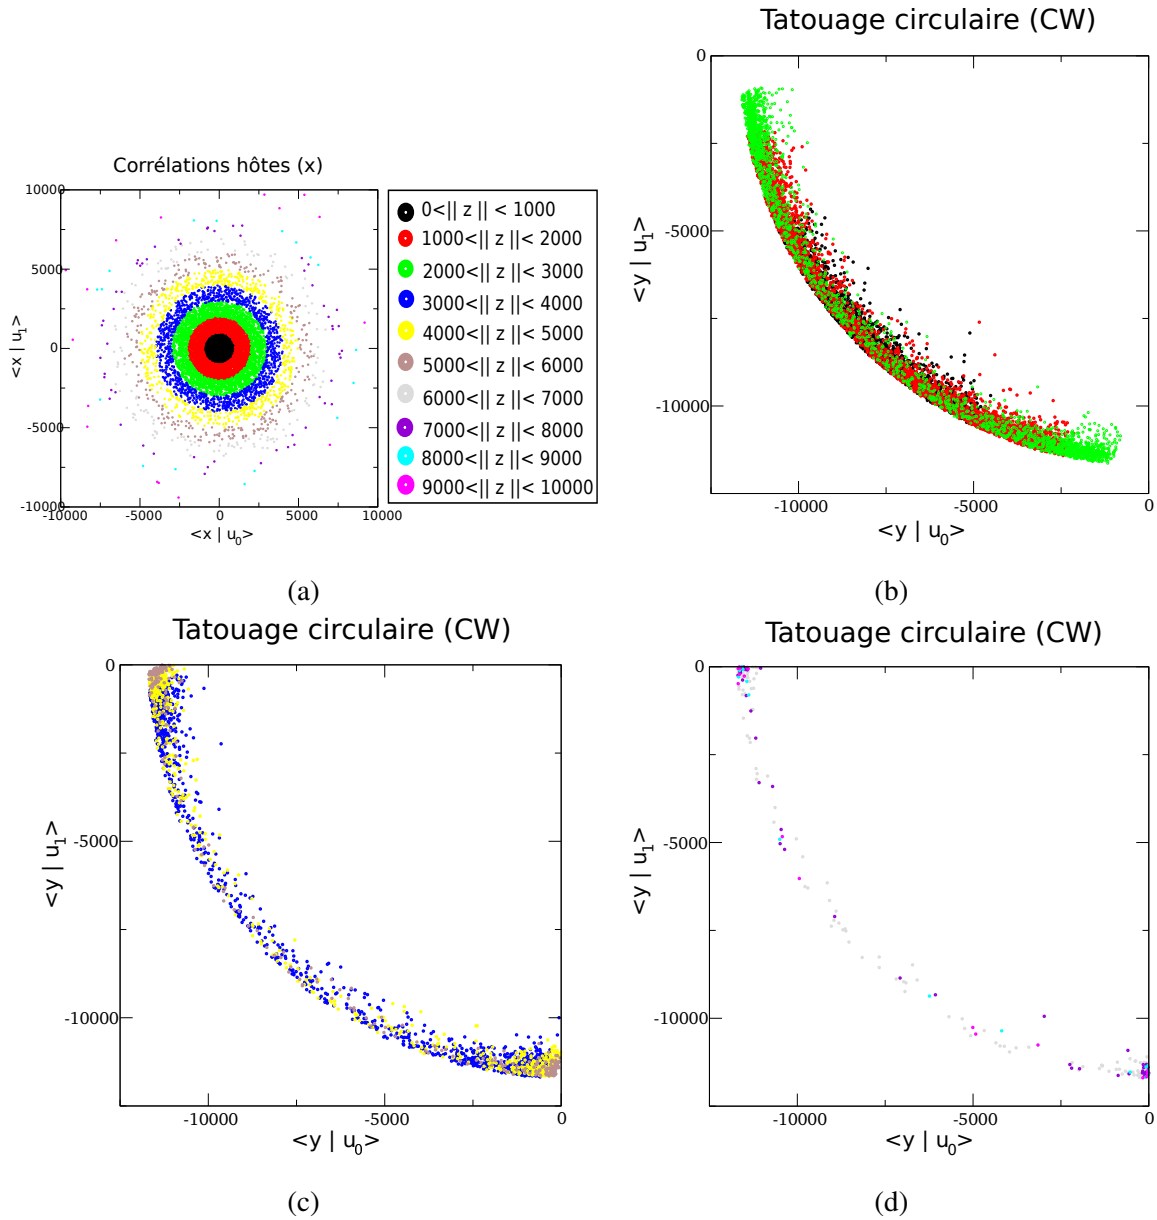 Tatouage circulaire (CW)
0
-5000
-10000
-10000
-5000
0
<y | u1>
<y | u0>
(b)
Corrélations hôtes (x)
10000
5000
0
-5000
-10000
-10000
-5000
0
5000
10000
<x | u1>
<x | u0>
0<|| z || < 1000
1000<|| z ||< 2000
2000<|| z ||< 3000
3000<|| z ||< 4000
4000<|| z ||< 5000
5000<|| z ||< 6000
6000<|| z ||< 7000
7000<|| z ||< 8000
8000<|| z ||< 9000
9000<|| z ||< 10000
(a)
Tatouage circulaire (CW)
0
-5000
-10000
-10000
-5000
0
<y | u1>
<y | u0>
(c)
Tatouage circulaire (CW)
0
-5000
-10000
-10000
-5000
0
<y | u1>
<y | u0>
(d)